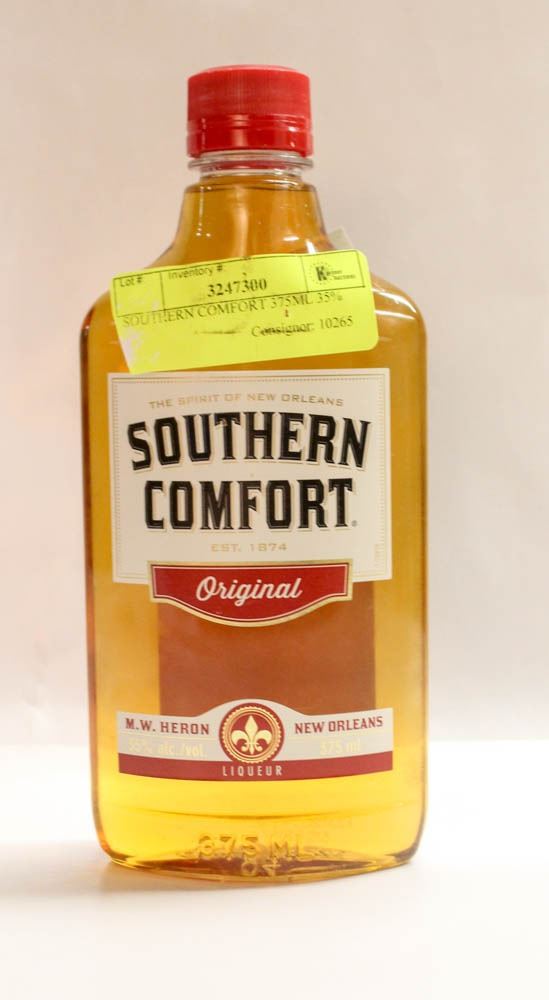 Lot #: Inventory #:
3247300
SOUTHERN COMFORT 375ML 35%
Consignor: 10265
THE SPIRIT OF NEW ORLEANS
SOUTHERN
COMFORT
EST. 1874
Original
M.W. HERON NEW ORLEANS
35% alc./vol. 375 ml
LIQUEUR
375 ML